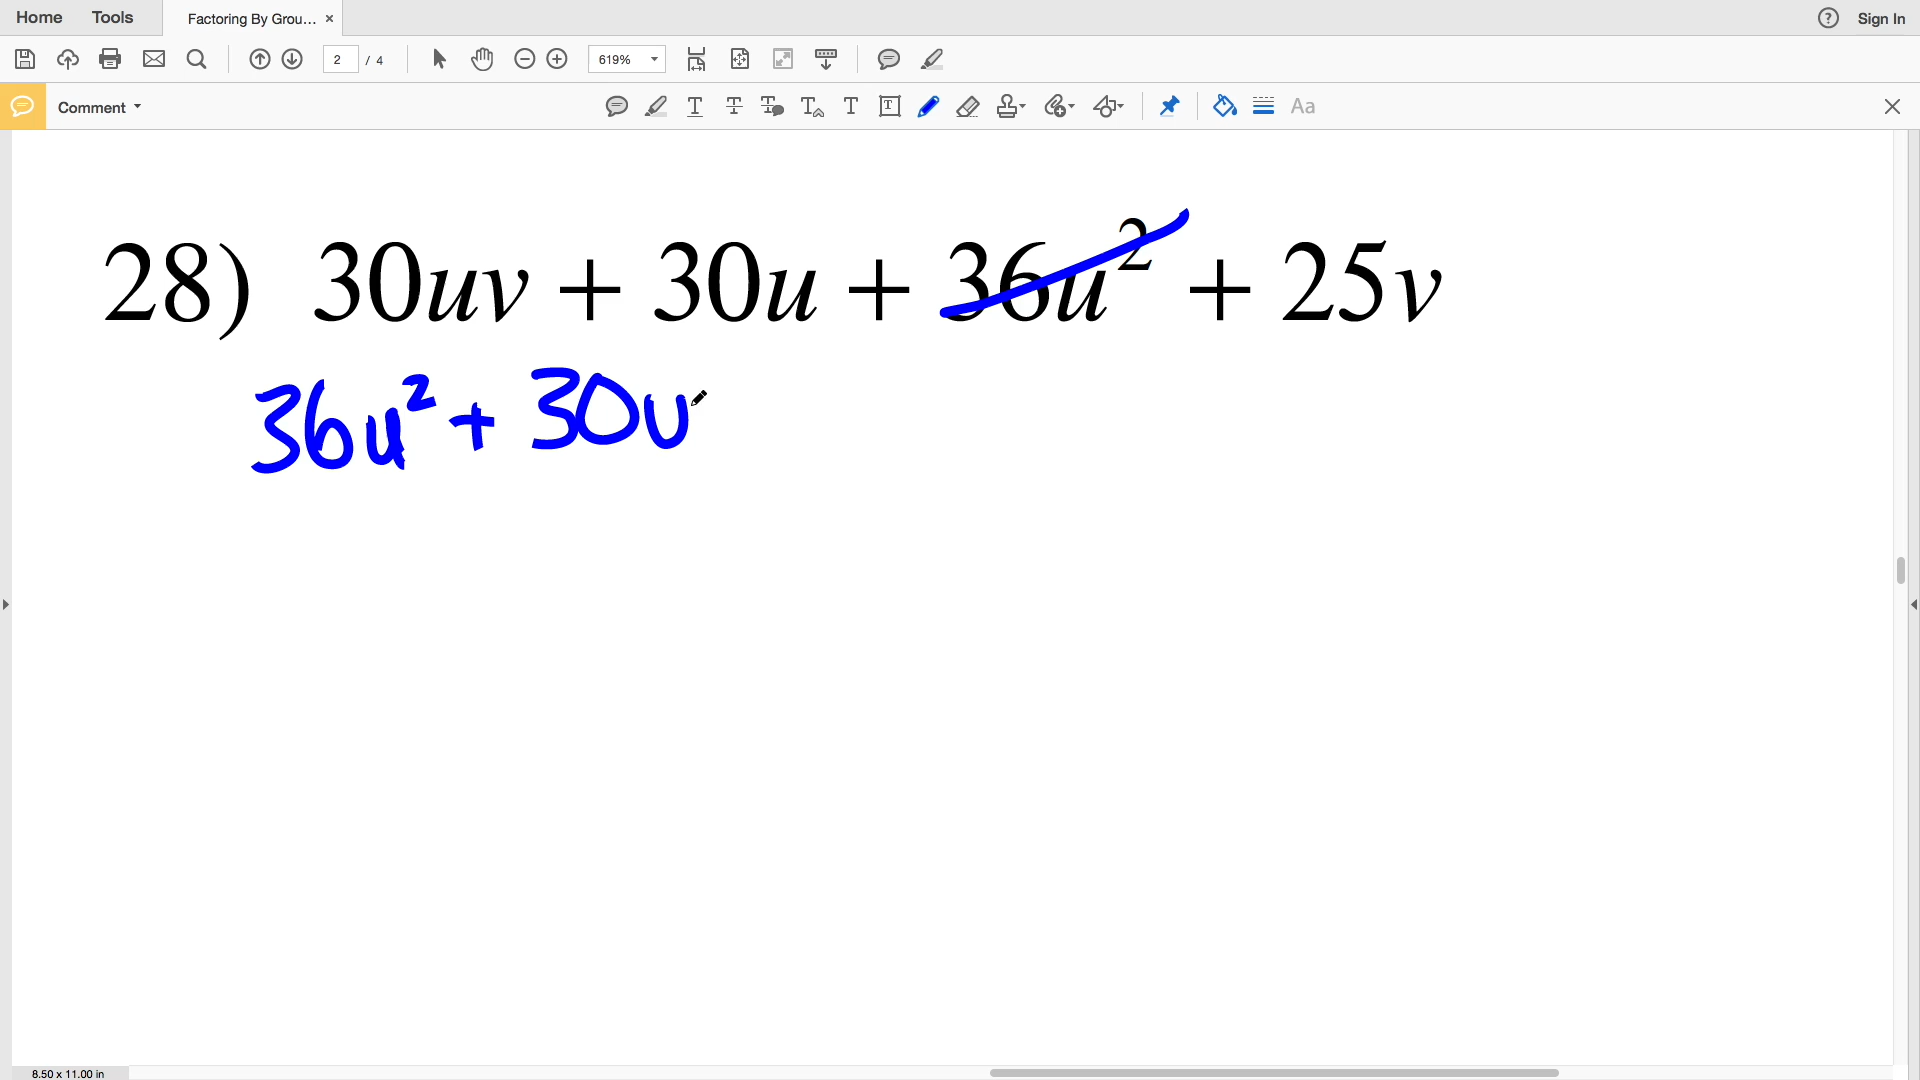 Home Tools Factoring By Grou... × ? Sign In
2 / 4 619%
Comment T T T T T T Aa
28) 30uv + 30u + 36u² + 25v
36u² + 30u
8.50 x 11.00 in